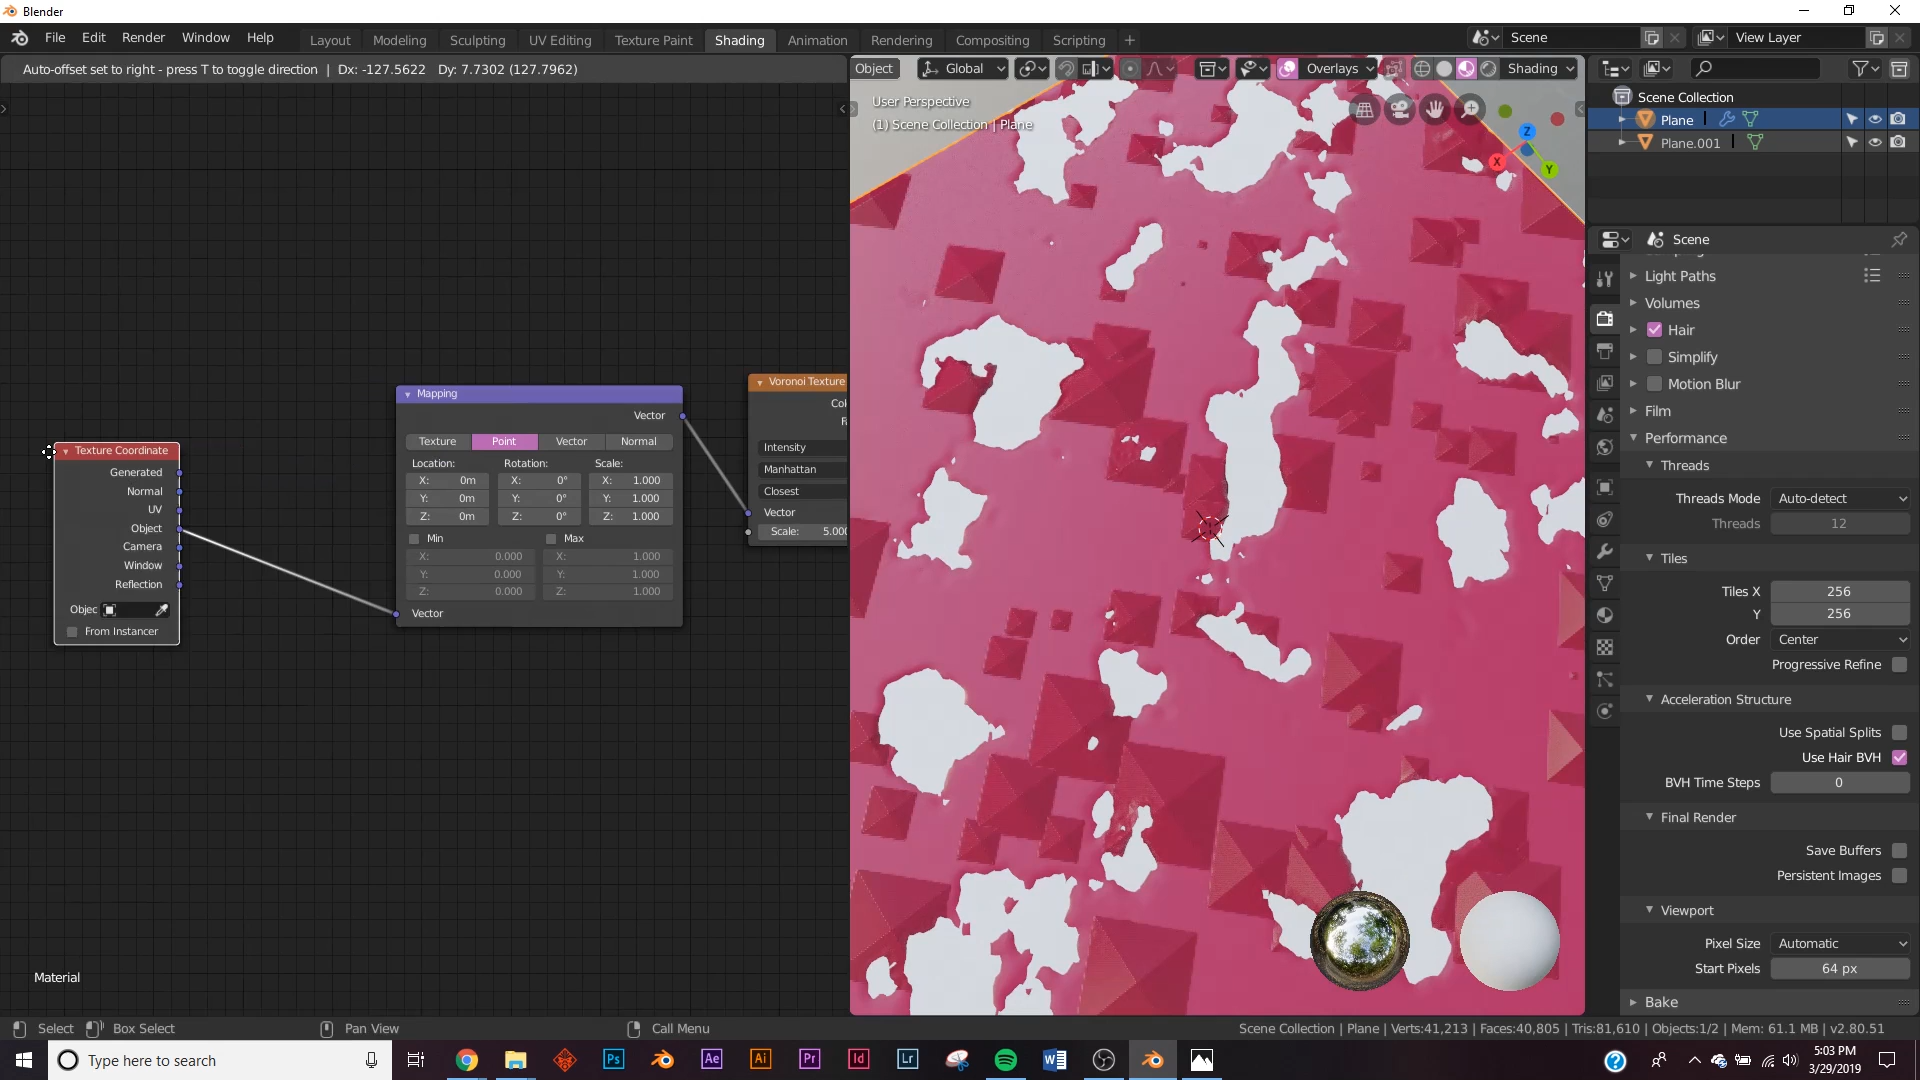 Blender
File Edit Render Window Help
Layout Modeling Sculpting UV Editing Texture Paint Shading Animation Rendering Compositing Scripting +
Scene
View Layer
Auto-offset set to right - press T to toggle direction | Dx: -127.5622 Dy: 7.7302 (127.7962)
Object Global Overlays Shading
User Perspective
(1) Scene Collection | Plane
Z
X
Y
Scene Collection
Plane
Plane.001
Scene
Light Paths
Volumes
Hair
Simplify
Motion Blur
Film
Performance
Threads
Threads Mode Auto-detect
Threads 12
Tiles
Tiles X 256
Y 256
Order Center
Progressive Refine
Acceleration Structure
Use Spatial Splits
Use Hair BVH
BVH Time Steps 0
Final Render
Save Buffers
Persistent Images
Viewport
Pixel Size Automatic
Start Pixels 64 px
Bake
Texture Coordinate
Generated
Normal
UV
Object
Camera
Window
Reflection
Objec
From Instancer
Mapping
Vector
Texture Point Vector Normal
Location: Rotation: Scale:
X: 0m X: 0° X: 1.000
Y: 0m Y: 0° Y: 1.000
Z: 0m Z: 0° Z: 1.000
Min Max
X: 0.000 X: 1.000
Y: 0.000 Y: 1.000
Z: 0.000 Z: 1.000
Vector
Voronoi Texture
Col
F
Intensity
Manhattan
Closest
Vector
Scale: 5.000
Material
Select Box Select Pan View Call Menu
Scene Collection | Plane | Verts:41,213 | Faces:40,805 | Tris:81,610 | Objects:1/2 | Mem: 61.1 MB | v2.80.51
Type here to search
Ps Ae Ai Pr Id Lr W
5:03 PM
3/29/2019